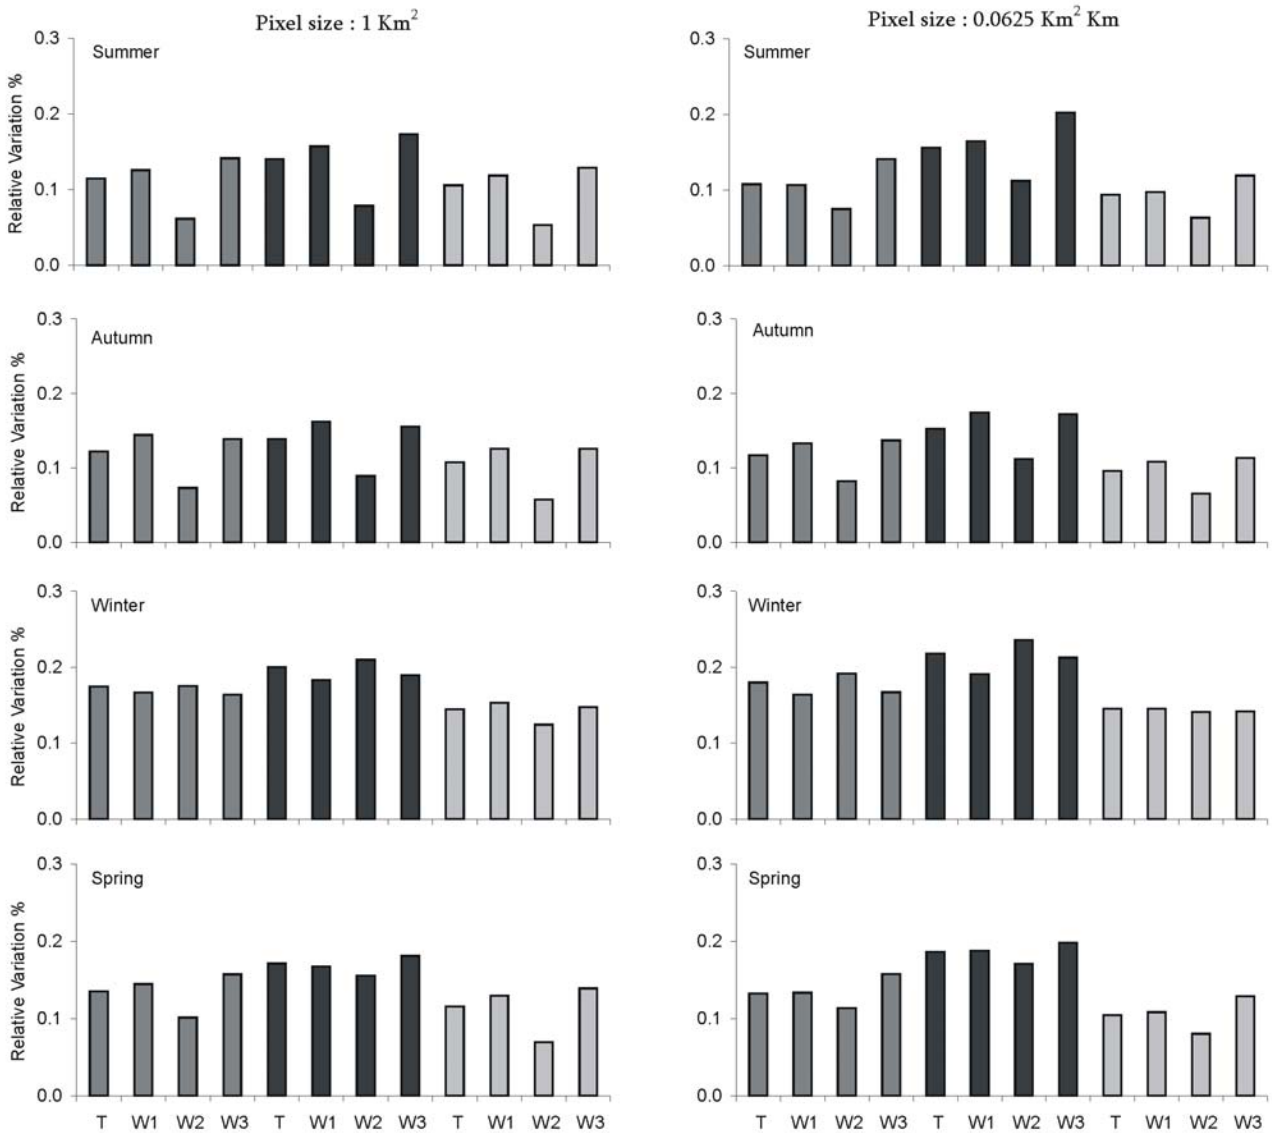 Pixel size : 1 Km²
Pixel size : 0.0625 Km² Km
0.3
Summer
0.2
0.1
0.0
Relative Variation %
0.3
Summer
0.2
0.1
0.0
0.3
Autumn
0.2
0.1
0.0
Relative Variation %
0.3
Autumn
0.2
0.1
0.0
0.3
Winter
0.2
0.1
0.0
Relative Variation %
0.3
Winter
0.2
0.1
0.0
0.3
Spring
0.2
0.1
0.0
Relative Variation %
T W1 W2 W3 T W1 W2 W3 T W1 W2 W3
0.3
Spring
0.2
0.1
0.0
T W1 W2 W3 T W1 W2 W3 T W1 W2 W3